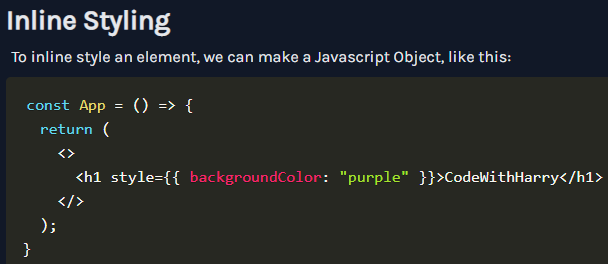 Inline Styling
To inline style an element, we can make a Javascript Object, like this:
const App = () => {
return (
<>
<h1 style={{ backgroundColor: "purple" }}>CodeWithHarry</h1>
</>
);
}